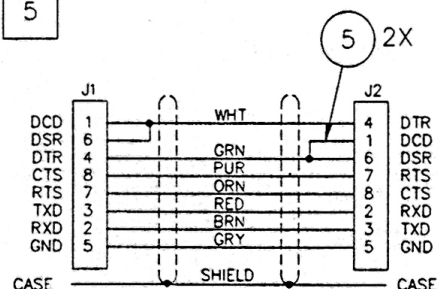 5
5 2X
J1 J2
DCD 1 WHT 4 DTR
DSR 6 1 DCD
DTR 4 GRN 6 DSR
CTS 8 PUR 7 RTS
RTS 7 ORN 8 CTS
TXD 3 RED 2 RXD
RXD 2 BRN 3 TXD
GND 5 GRY 5 GND
CASE SHIELD CASE